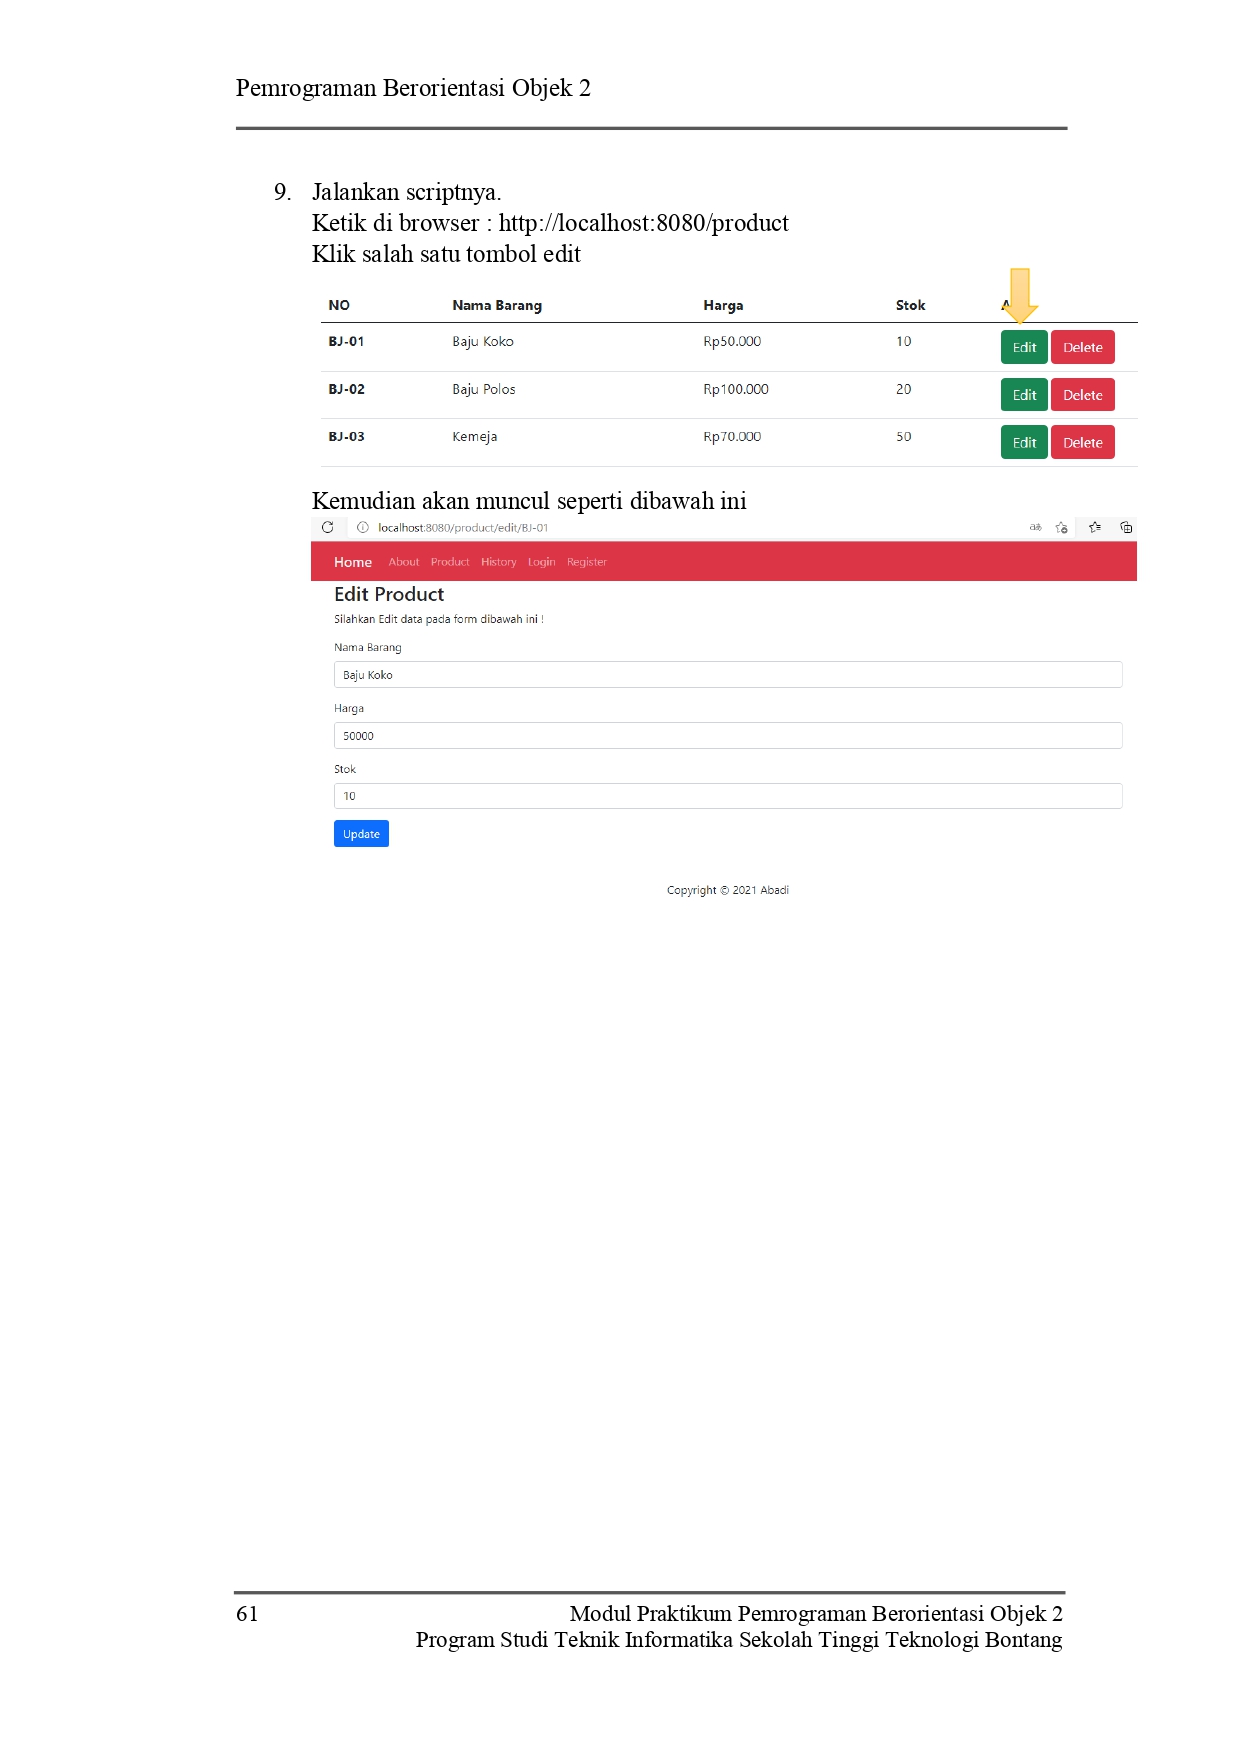 Pemrograman Berorientasi Objek 2
9. Jalankan scriptnya.
Ketik di browser : http://localhost:8080/product
Klik salah satu tombol edit
NO Nama Barang Harga Stok
BJ-01 Baju Koko Rp50.000 10 Edit Delete
BJ-02 Baju Polos Rp100.000 20 Edit Delete
BJ-03 Kemeja Rp70.000 50 Edit Delete
Kemudian akan muncul seperti dibawah ini
localhost:8080/product/edit/BJ-01
Home About Product History Login Register
Edit Product
Silahkan Edit data pada form dibawah ini !
Nama Barang
Baju Koko
Harga
50000
Stok
10
Update
Copyright © 2021 Abadi
61 Modul Praktikum Pemrograman Berorientasi Objek 2
Program Studi Teknik Informatika Sekolah Tinggi Teknologi Bontang